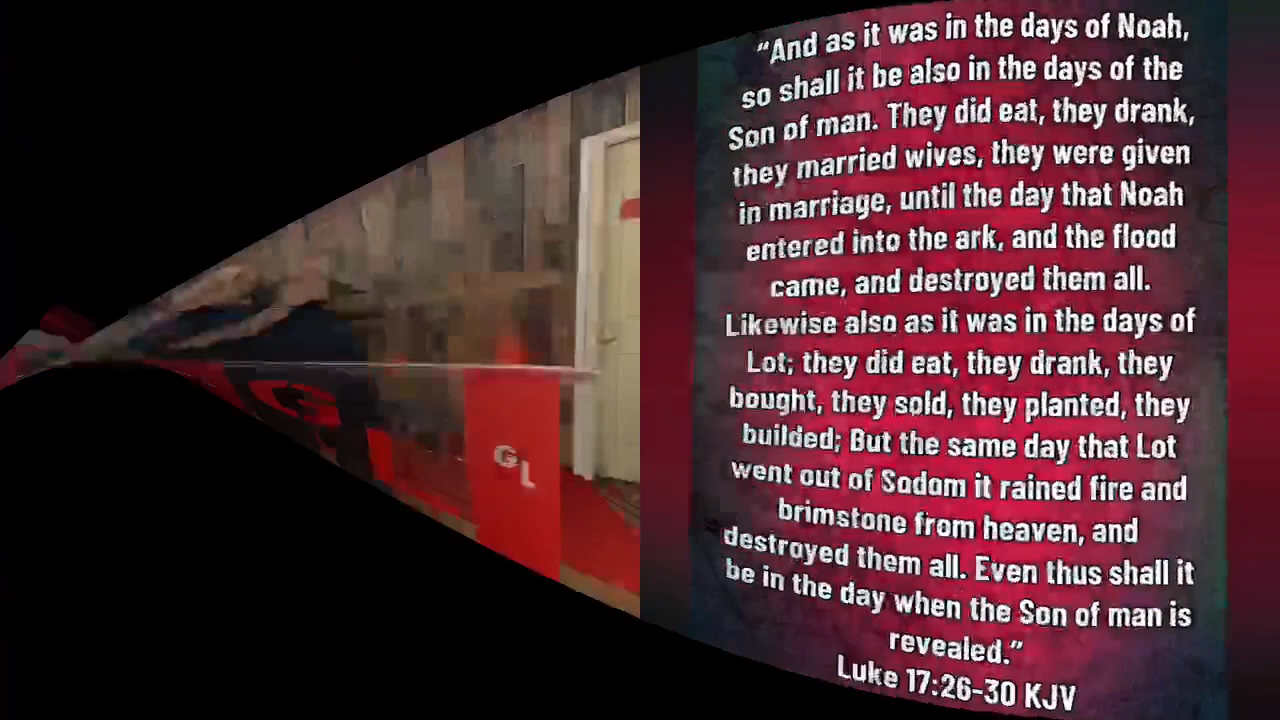 “And as it was in the days of Noah,
so shall it be also in the days of the
Son of man. They did eat, they drank,
they married wives, they were given
in marriage, until the day that Noah
entered into the ark, and the flood
came, and destroyed them all.
Likewise also as it was in the days of
Lot; they did eat, they drank, they
bought, they sold, they planted, they
builded; But the same day that Lot
went out of Sodom it rained fire and
brimstone from heaven, and
destroyed them all. Even thus shall it
be in the day when the Son of man is
revealed.”
Luke 17:26-30 KJV
GL